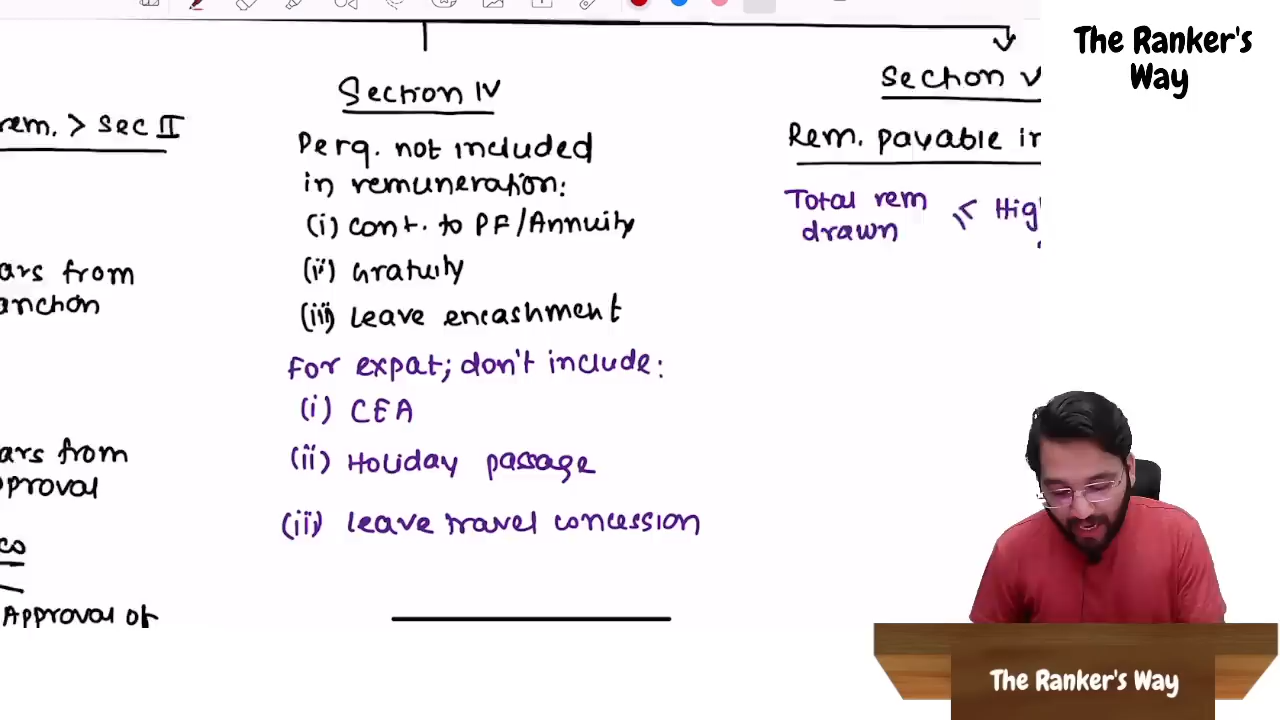 The Ranker's
Way
rem. > Sec II
ars from
anction
ars from
pproval
co
Approval of
Section IV
Perq. not included
in remuneration:
(i) cont. to PF/Annuity
(ii) Gratuity
(iii) Leave encashment
For expat; don't include:
(i) CEA
(ii) Holiday passage
(iii) Leave travel concession
Section V
Rem. payable in
Total rem
drawn
Hig
The Ranker's Way